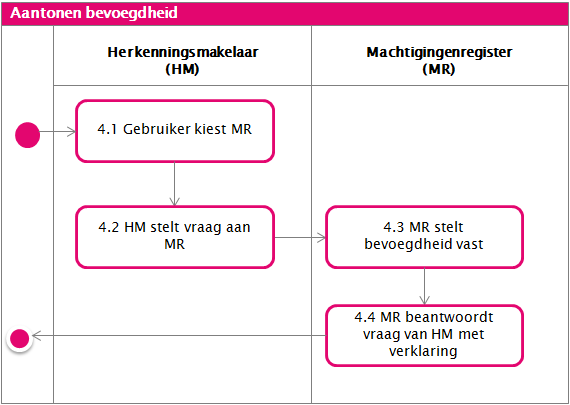 Aantonen bevoegdheid
Herkenningsmakelaar
(HM)
Machtigingenregister
(MR)
4.1 Gebruiker kiest MR
4.2 HM stelt vraag aan
MR
4.3 MR stelt
bevoegdheid vast
4.4 MR beantwoordt
vraag van HM met
verklaring